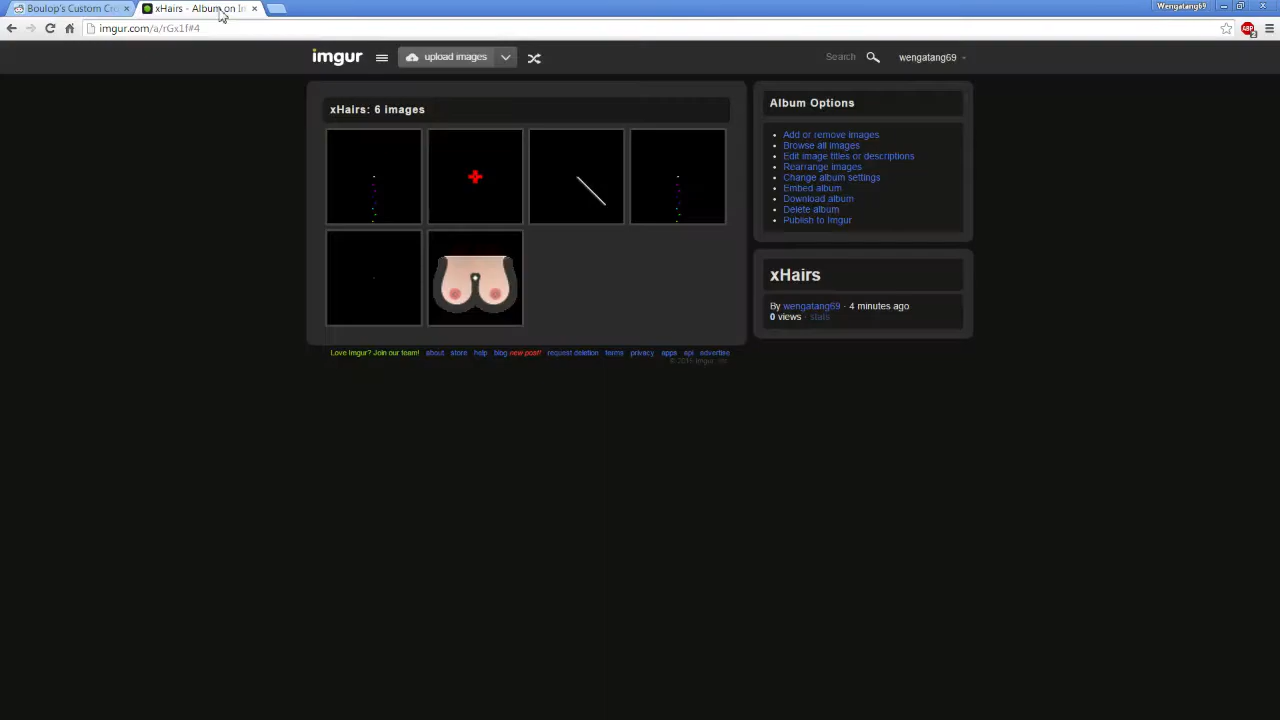 Boulop's Custom Cr
xHairs - Album on I
Wengatang69
imgur.com/a/rGx1f#4
imgur
upload images
Search
wengatang69
xHairs: 6 images
Album Options
Add or remove images
Browse all images
Edit image titles or descriptions
Rearrange images
Change album settings
Embed album
Download album
Delete album
Publish to Imgur
xHairs
By wengatang69 - 4 minutes ago
0 views - stats
Love Imgur? Join our team! about store help blog new post! request deletion terms privacy apps api advertise